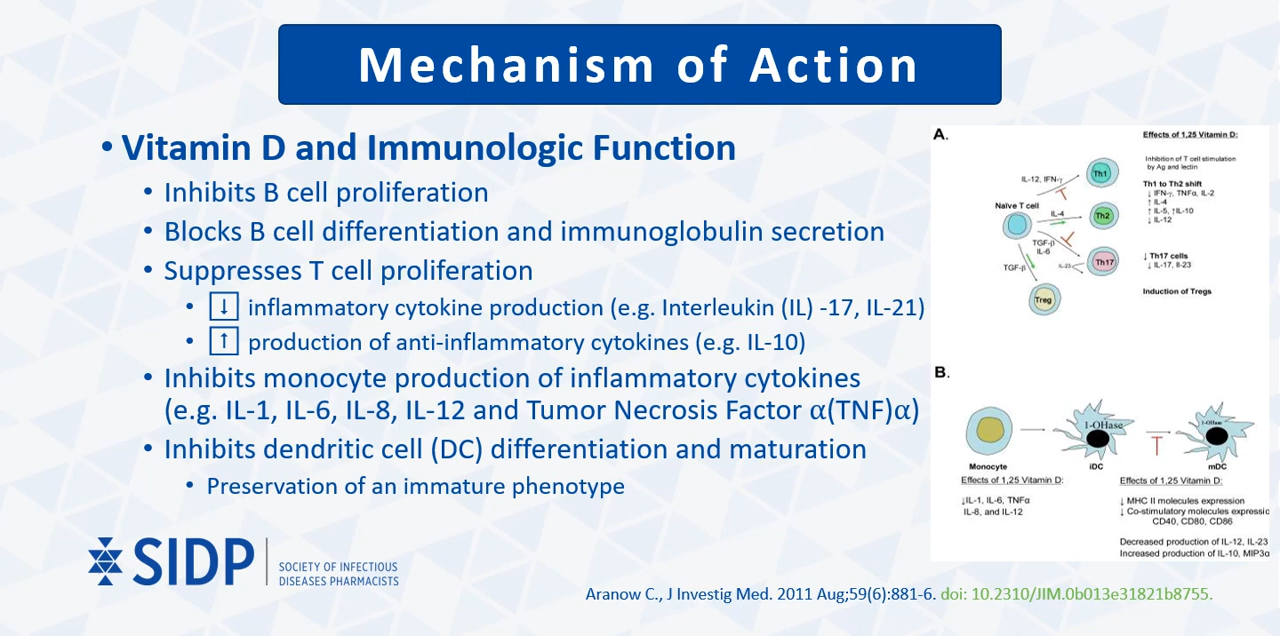 Mechanism of Action
• Vitamin D and Immunologic Function
• Inhibits B cell proliferation
• Blocks B cell differentiation and immunoglobulin secretion
• Suppresses T cell proliferation
• ↓ inflammatory cytokine production (e.g. Interleukin (IL) -17, IL-21)
• ↑ production of anti-inflammatory cytokines (e.g. IL-10)
• Inhibits monocyte production of inflammatory cytokines
(e.g. IL-1, IL-6, IL-8, IL-12 and Tumor Necrosis Factor α(TNF)α)
• Inhibits dendritic cell (DC) differentiation and maturation
• Preservation of an immature phenotype
A.
Effects of 1,25 Vitamin D:
Inhibition of T cell stimulation
by Ag and lectin
Th1 to Th2 shift
↓ IFN-γ, TNFα, IL-2
↑ IL-4
↑ IL-5, ↑IL-10
↓ IL-12
↓ Th17 cells
↓ IL-17, Il-23
Induction of Tregs
IL-12, IFN-γ
Th1
Naïve T cell
IL-4
Th2
TGF-β
IL-6
IL-23
Th17
TGF-β
Treg
B.
1-OHase
1-OHase
Monocyte
iDC
mDC
Effects of 1,25 Vitamin D:
↓IL-1, IL-6, TNFα
IL-8, and IL-12
Effects of 1,25 Vitamin D:
↓ MHC II molecules expression
↓ Co-stimulatory molecules expressic
CD40, CD80, CD86
Decreased production of IL-12, IL-23
Increased production of IL-10, MIP3α
SIDP
SOCIETY OF INFECTIOUS
DISEASES PHARMACISTS
Aranow C., J Investig Med. 2011 Aug;59(6):881-6. doi: 10.2310/JIM.0b013e31821b8755.